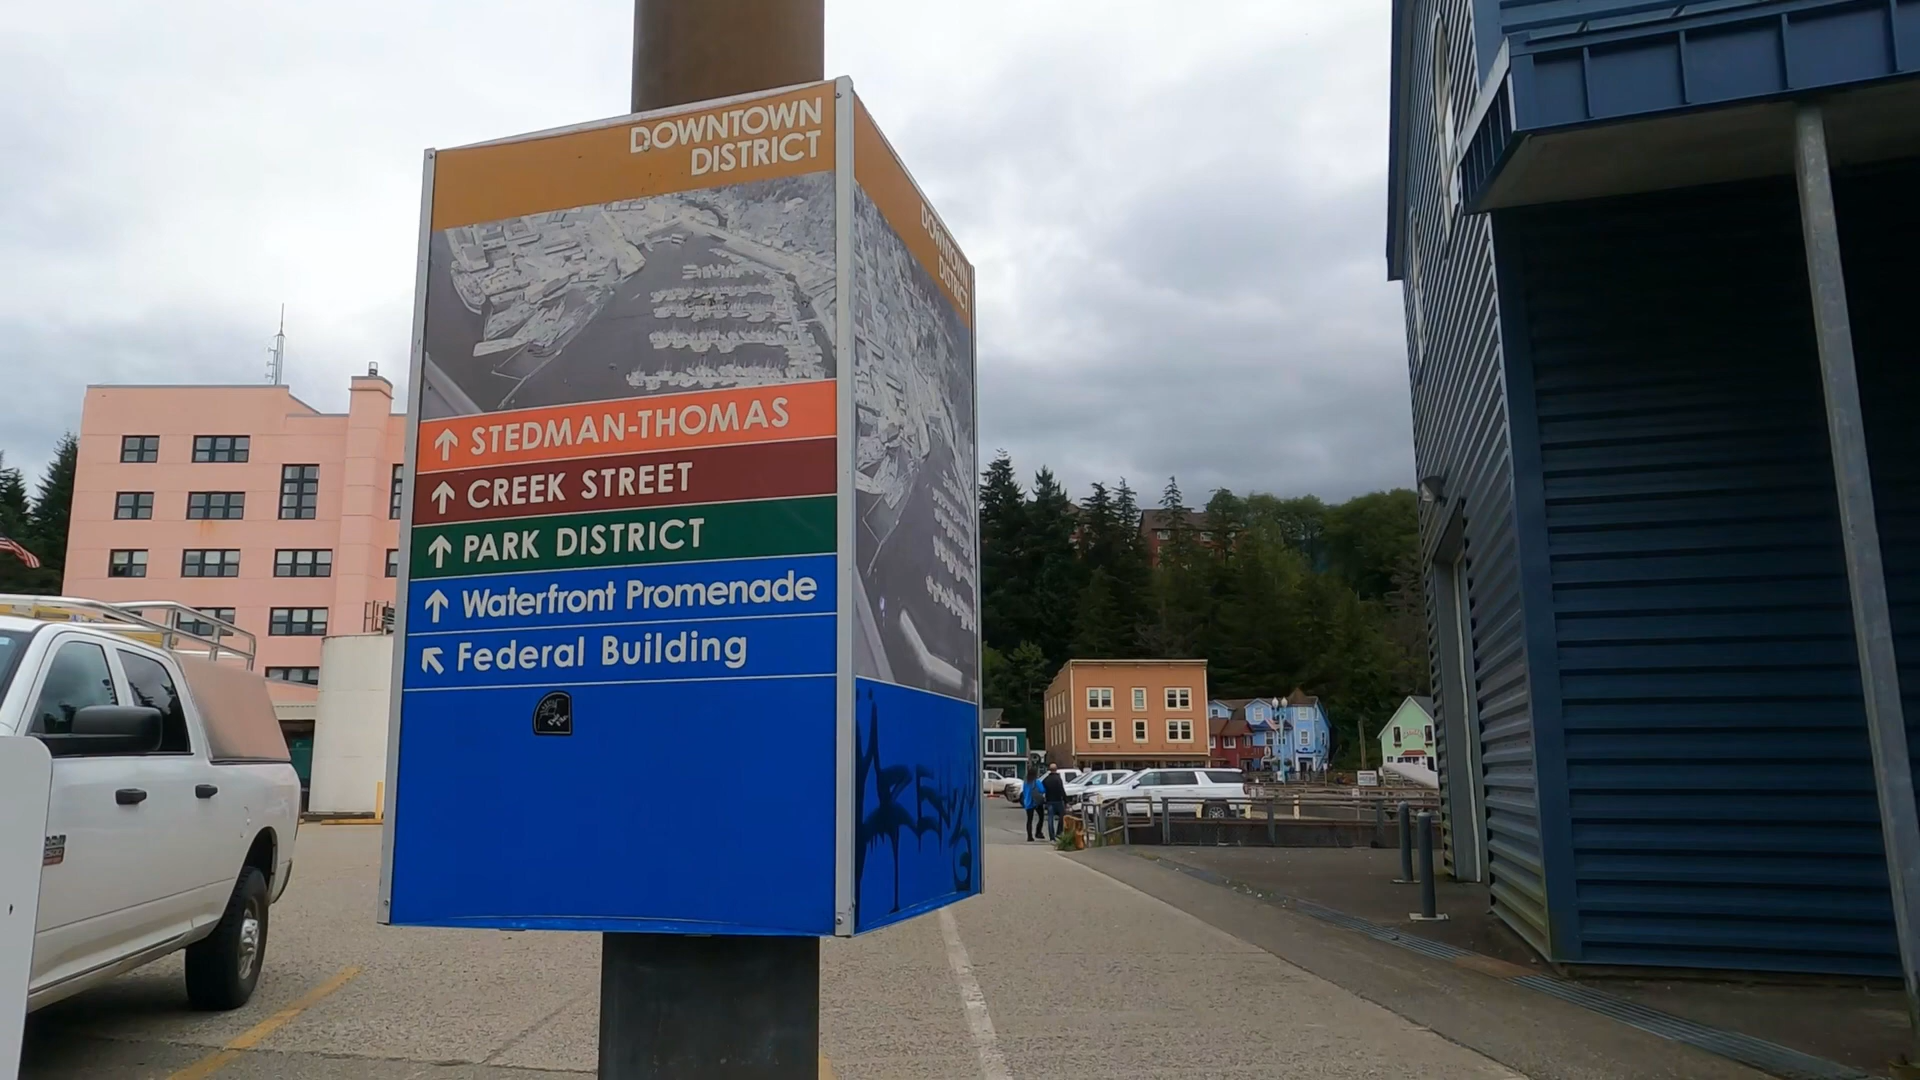 DOWNTOWN
DISTRICT
↑ STEDMAN-THOMAS
↑ CREEK STREET
↑ PARK DISTRICT
↑ Waterfront Promenade
↖ Federal Building
DOWNTOWN
DISTRICT